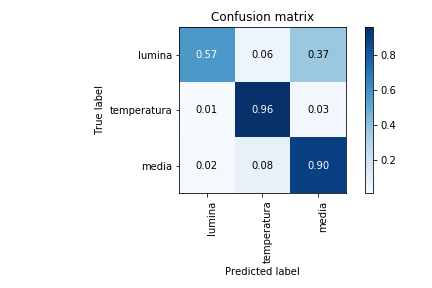 Confusion matrix
True label
lumina 0.57 0.06 0.37
temperatura 0.01 0.96 0.03
media 0.02 0.08 0.90
lumina temperatura media
Predicted label
0.8
0.6
0.4
0.2